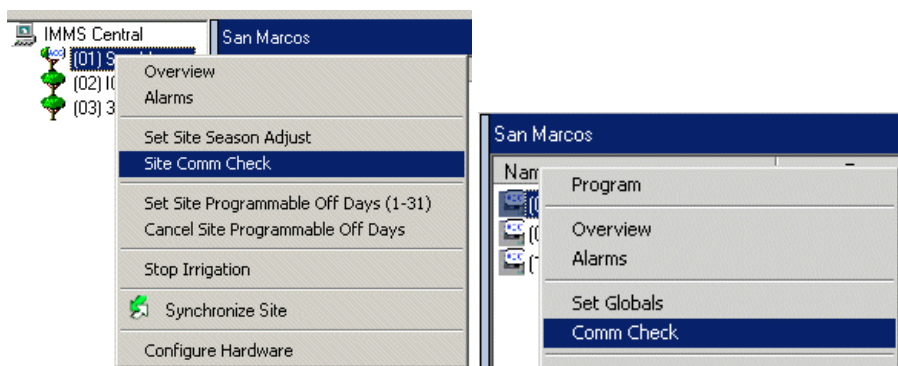 IMMS Central
San Marcos
(01) S
(02) I
(03) 3
Overview
Alarms
Set Site Season Adjust
Site Comm Check
Set Site Programmable Off Days (1-31)
Cancel Site Programmable Off Days
Stop Irrigation
Synchronize Site
Configure Hardware
San Marcos
Program
Overview
Alarms
Set Globals
Comm Check